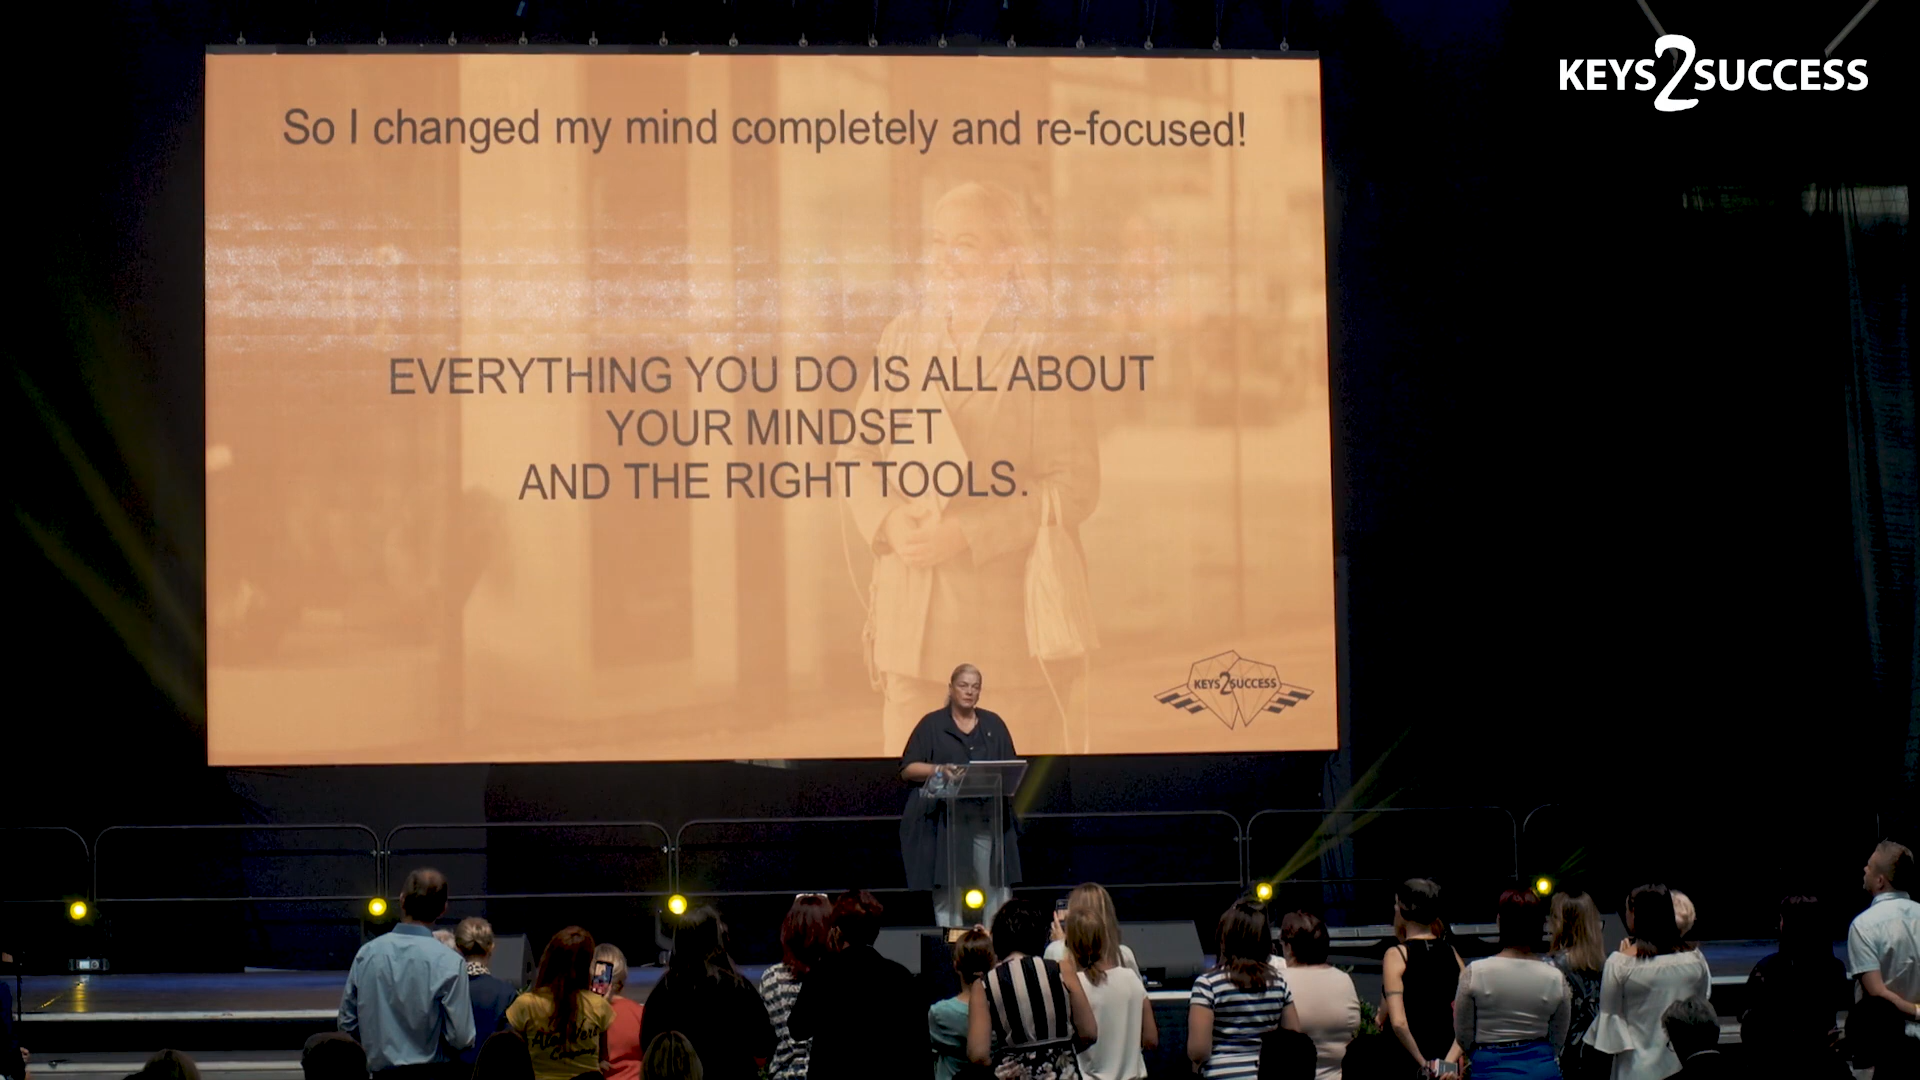 KEYS2SUCCESS
So I changed my mind completely and re-focused!
EVERYTHING YOU DO IS ALL ABOUT
YOUR MINDSET
AND THE RIGHT TOOLS.
KEYS2SUCCESS